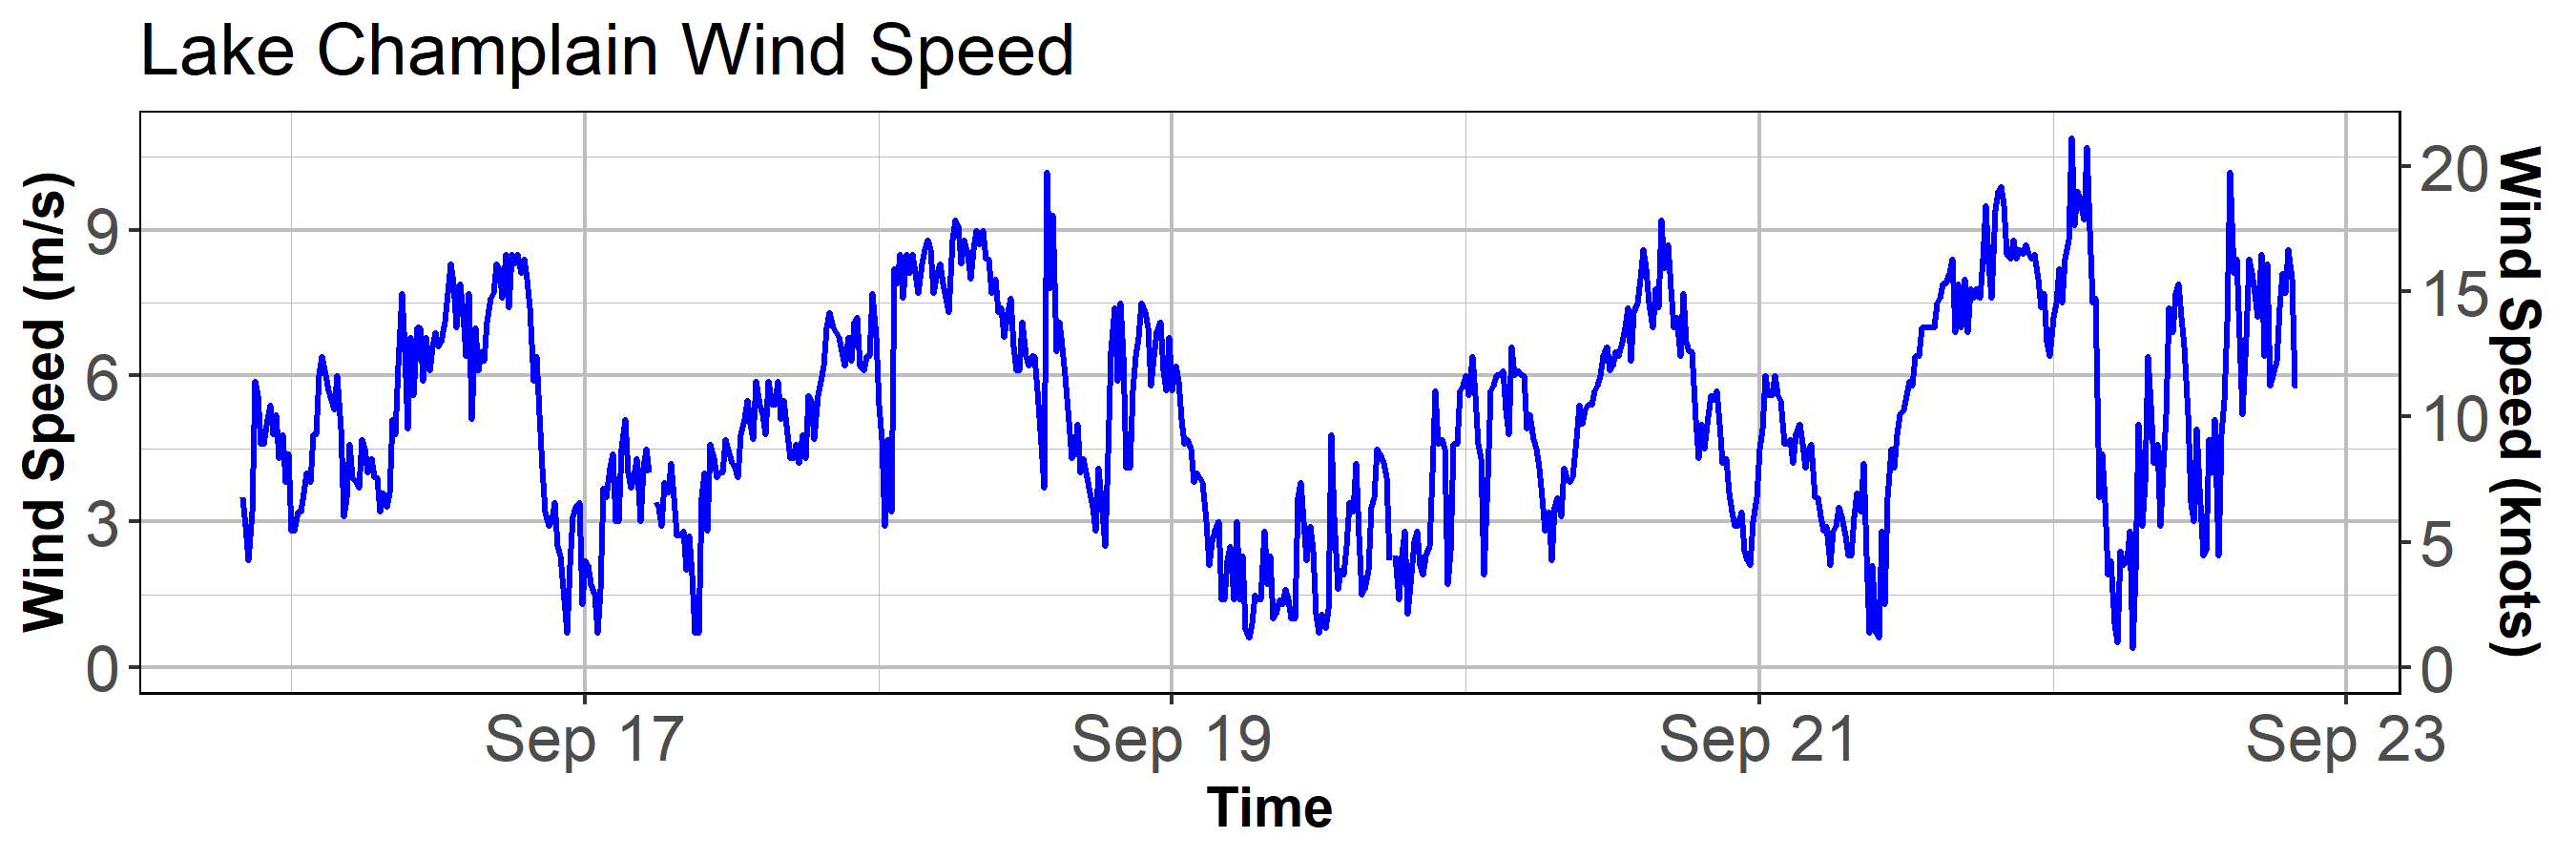 Lake Champlain Wind Speed
Wind Speed (m/s)
9
6
3
0
20
15
10
5
0
Wind Speed (knots)
Sep 17
Sep 19
Sep 21
Sep 23
Time